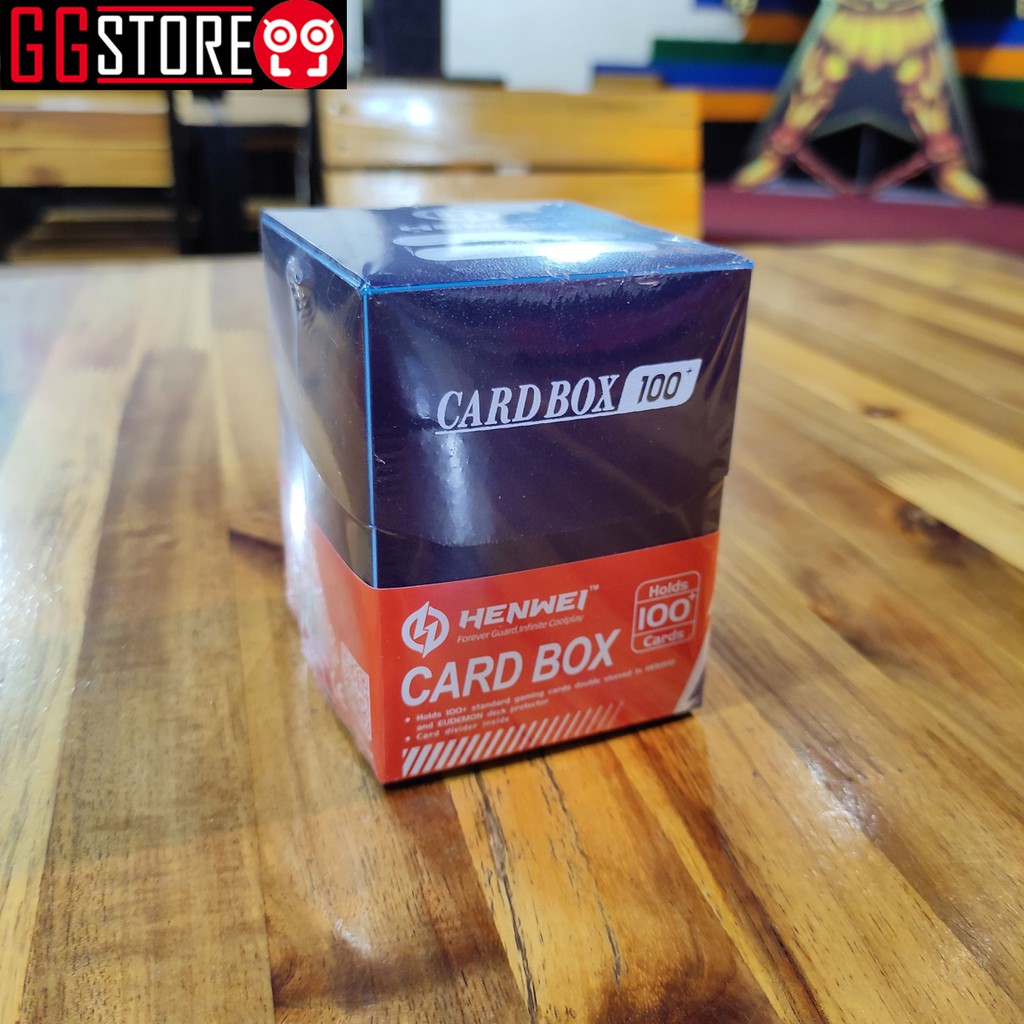 GGSTORE
CARD BOX 100+
HENWEI™
Forever Guard,Infinite Coolplay
CARD BOX
Holds
100+
Cards
• Holds 100+ standard gaming cards double sleeved in HENWEI
and EUDEMON deck protector
• Card divider inside